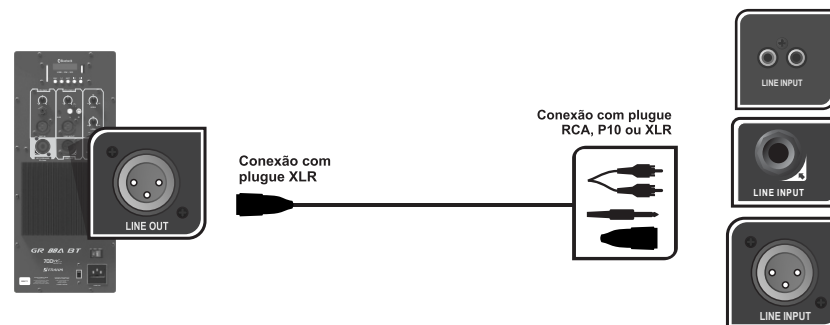 LINE OUT
GR 88A BT
Conexão com
plugue XLR
Conexão com plugue
RCA, P10 ou XLR
LINE INPUT
LINE INPUT
LINE INPUT